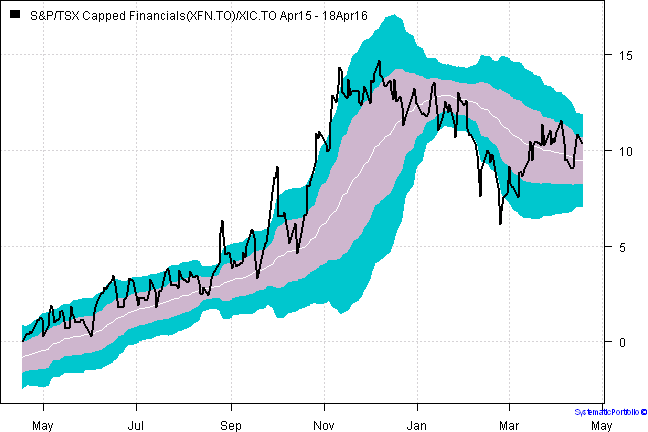 S&P/TSX Capped Financials(XFN.TO)/XIC.TO Apr15 - 18Apr16
15
10
5
0
May Jul Sep Nov Jan Mar May
SystematicPortfolio ©